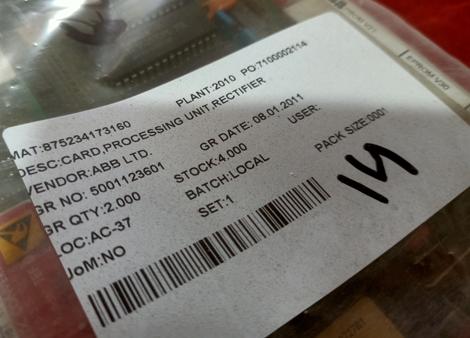 PLANT:2010 PO:7100002114
MAT:875234173160
DESC:CARD,PROCESSING UNIT,RECTIFIER
VENDOR:ABB LTD.
GR DATE: 08.01.2011
GR NO: 5001123601
USER:
STOCK:4.000
GR QTY:2.000
PACK SIZE:0001
BATCH:LOCAL
LOC:AC-37
SET:1
UoM:NO
14
EPROM V30